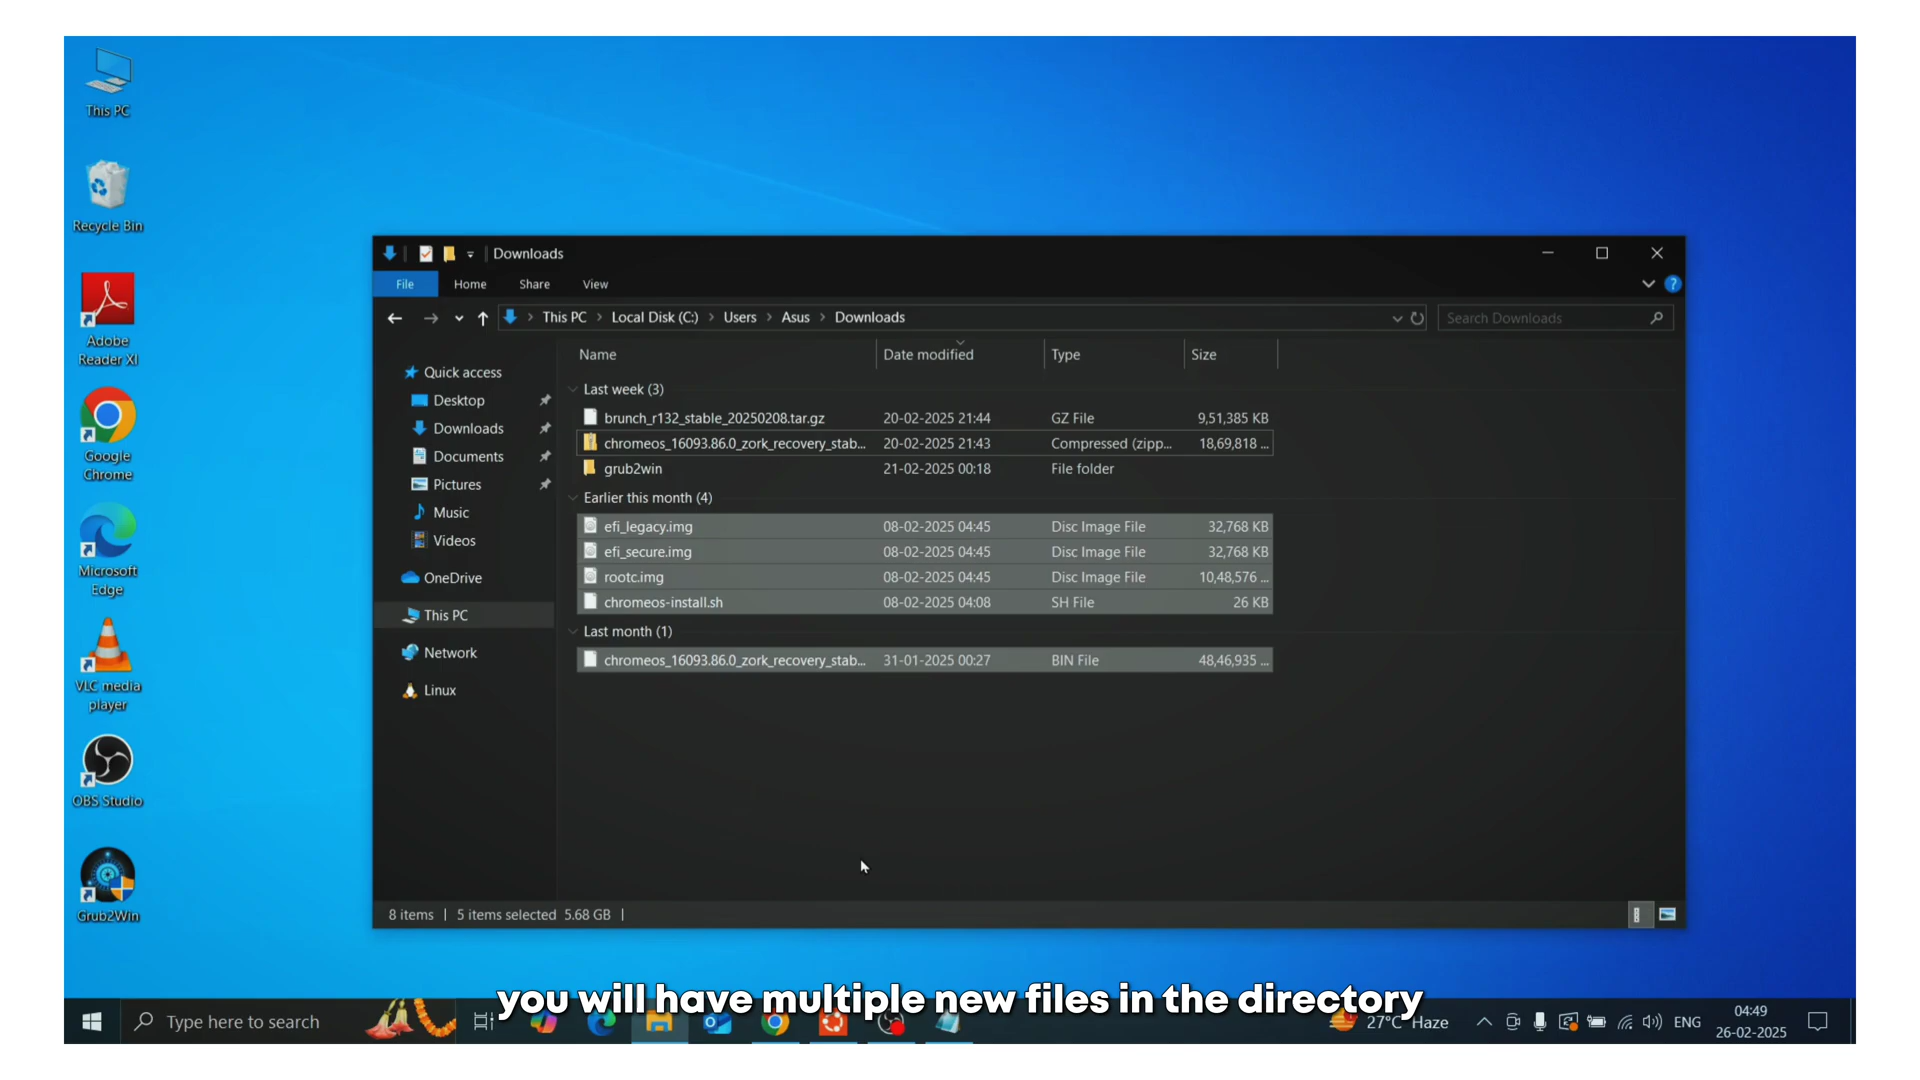 This PC
Recycle Bin
Adobe
Reader XI
Google
Chrome
Microsoft
Edge
VLC media
player
OBS Studio
Grub2Win
Downloads
File Home Share View
This PC Local Disk (C:) Users Asus Downloads
Search Downloads
Quick access
Desktop
Downloads
Documents
Pictures
Music
Videos
OneDrive
This PC
Network
Linux
Name Date modified Type Size
Last week (3)
brunch_r132_stable_20250208.tar.gz 20-02-2025 21:44 GZ File 9,51,385 KB
chromeos_16093.86.0_zork_recovery_stab... 20-02-2025 21:43 Compressed (zipp... 18,69,818 ...
grub2win 21-02-2025 00:18 File folder
Earlier this month (4)
efi_legacy.img 08-02-2025 04:45 Disc Image File 32,768 KB
efi_secure.img 08-02-2025 04:45 Disc Image File 32,768 KB
rootc.img 08-02-2025 04:45 Disc Image File 10,48,576 ...
chromeos-install.sh 08-02-2025 04:08 SH File 26 KB
Last month (1)
chromeos_16093.86.0_zork_recovery_stab... 31-01-2025 00:27 BIN File 48,46,935 ...
8 items | 5 items selected 5.68 GB |
you will have multiple new files in the directory
Type here to search
27°C Haze
ENG
04:49
26-02-2025